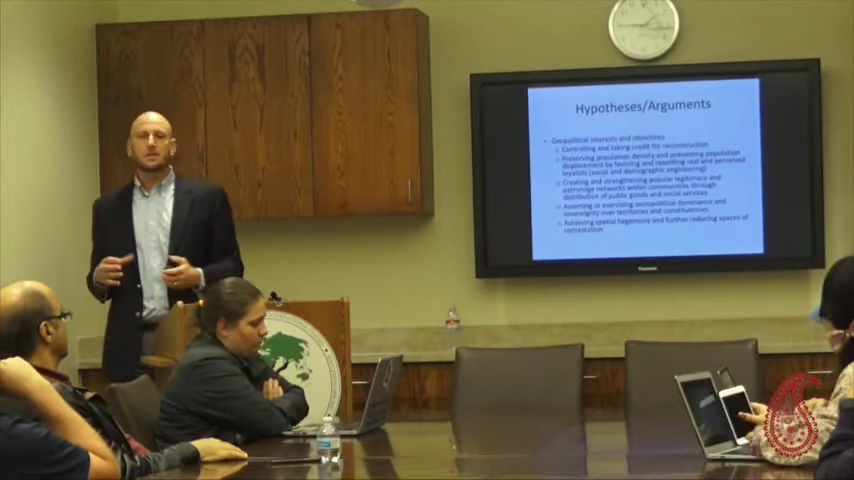 Hypotheses/Arguments
• Geopolitical interests and objectives
Controlling and taking credit for reconstruction
Preserving population density and preventing population
displacement by favoring and resettling real and perceived
loyalists (social and demographic engineering)
Creating and strengthening popular legitimacy and
patronage networks within communities through
distribution of public goods and social services
Asserting or exercising sociopolitical dominance and
sovereignty over territories and constituencies
Achieving spatial hegemony and further reducing spaces of
contestation
Panasonic